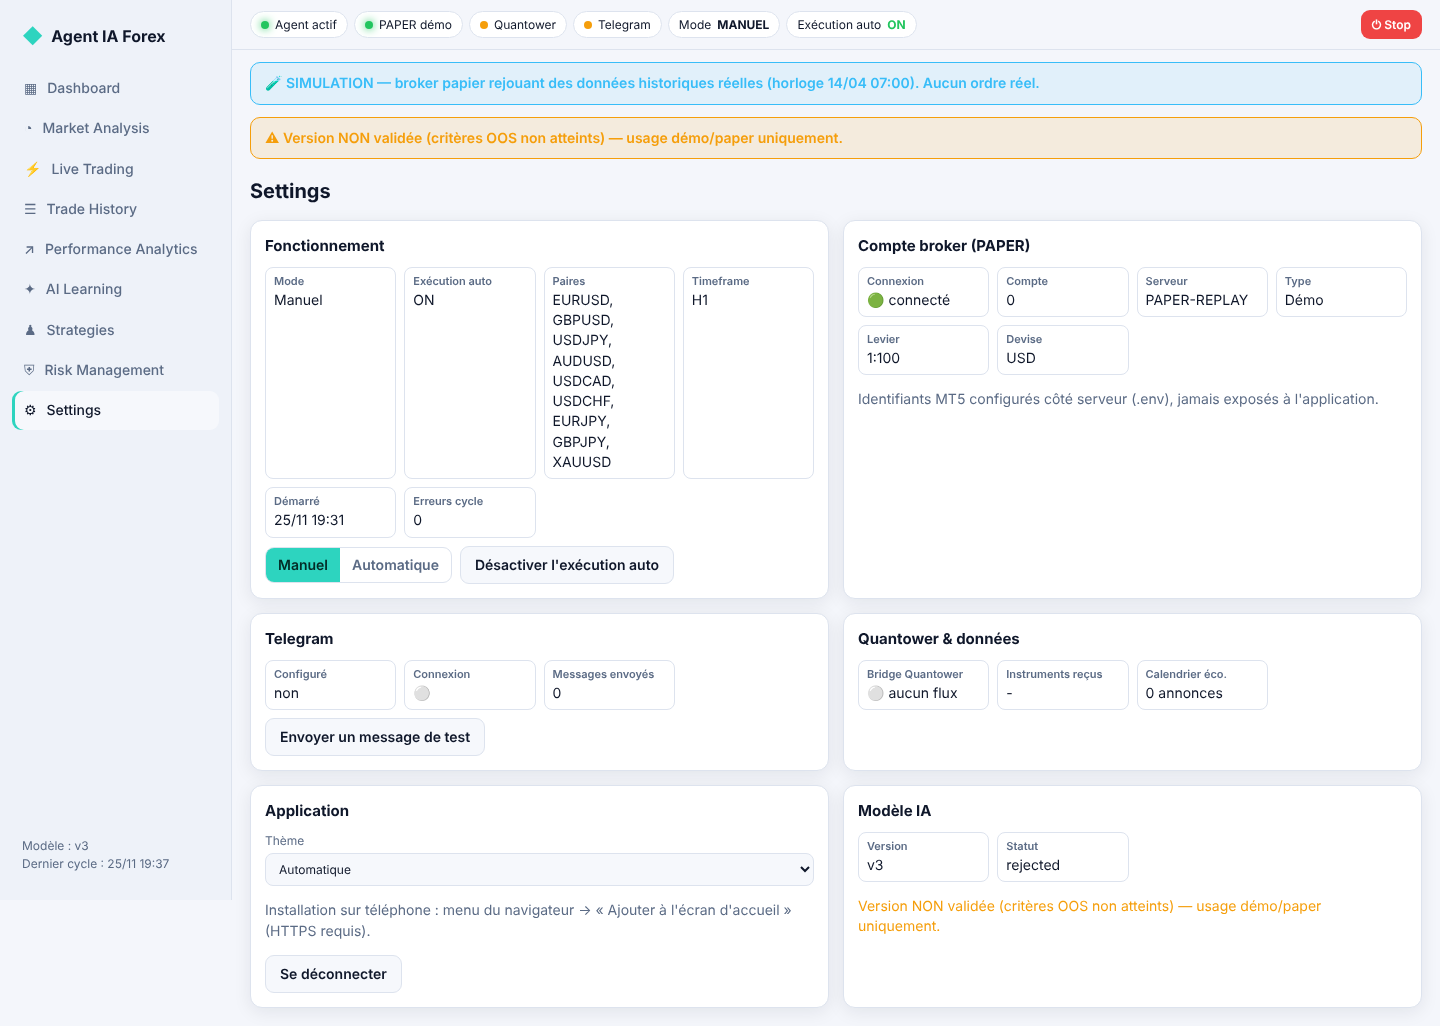 Agent IA Forex
Dashboard
Market Analysis
Live Trading
Trade History
Performance Analytics
AI Learning
Strategies
Risk Management
Settings
Modèle : v3
Dernier cycle : 25/11 19:37
Agent actif
PAPER démo
Quantower
Telegram
Mode MANUEL
Exécution auto ON
Stop
SIMULATION — broker papier rejouant des données historiques réelles (horloge 14/04 07:00). Aucun ordre réel.
Version NON validée (critères OOS non atteints) — usage démo/paper uniquement.
Settings
Fonctionnement
Mode
Manuel
Exécution auto
ON
Paires
EURUSD,
GBPUSD,
USDJPY,
AUDUSD,
USDCAD,
USDCHF,
EURJPY,
GBPJPY,
XAUUSD
Timeframe
H1
Démarré
25/11 19:31
Erreurs cycle
0
Manuel
Automatique
Désactiver l'exécution auto
Compte broker (PAPER)
Connexion
connecté
Compte
0
Serveur
PAPER-REPLAY
Type
Démo
Levier
1:100
Devise
USD
Identifiants MT5 configurés côté serveur (.env), jamais exposés à l'application.
Telegram
Configuré
non
Connexion
Messages envoyés
0
Envoyer un message de test
Quantower & données
Bridge Quantower
aucun flux
Instruments reçus
-
Calendrier éco.
0 annonces
Application
Thème
Automatique
Installation sur téléphone : menu du navigateur → « Ajouter à l'écran d'accueil »
(HTTPS requis).
Se déconnecter
Modèle IA
Version
v3
Statut
rejected
Version NON validée (critères OOS non atteints) — usage démo/paper
uniquement.